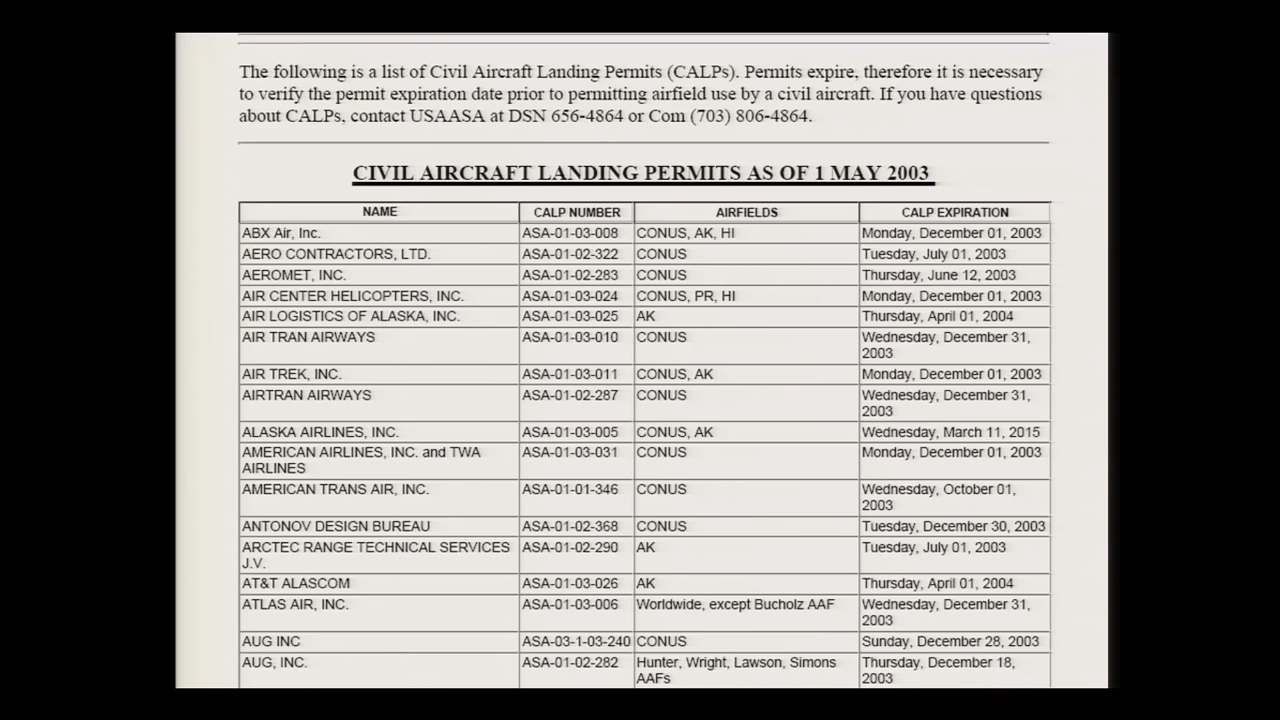 The following is a list of Civil Aircraft Landing Permits (CALPs). Permits expire, therefore it is necessary
to verify the permit expiration date prior to permitting airfield use by a civil aircraft. If you have questions
about CALPs, contact USAASA at DSN 656-4864 or Com (703) 806-4864.
CIVIL AIRCRAFT LANDING PERMITS AS OF 1 MAY 2003
NAME CALP NUMBER AIRFIELDS CALP EXPIRATION
ABX Air, Inc. ASA-01-03-008 CONUS, AK, HI Monday, December 01, 2003
AERO CONTRACTORS, LTD. ASA-01-02-322 CONUS Tuesday, July 01, 2003
AEROMET, INC. ASA-01-02-283 CONUS Thursday, June 12, 2003
AIR CENTER HELICOPTERS, INC. ASA-01-03-024 CONUS, PR, HI Monday, December 01, 2003
AIR LOGISTICS OF ALASKA, INC. ASA-01-03-025 AK Thursday, April 01, 2004
AIR TRAN AIRWAYS ASA-01-03-010 CONUS Wednesday, December 31,
2003
AIR TREK, INC. ASA-01-03-011 CONUS, AK Monday, December 01, 2003
AIRTRAN AIRWAYS ASA-01-02-287 CONUS Wednesday, December 31,
2003
ALASKA AIRLINES, INC. ASA-01-03-005 CONUS, AK Wednesday, March 11, 2015
AMERICAN AIRLINES, INC. and TWA ASA-01-03-031 CONUS Monday, December 01, 2003
AIRLINES
AMERICAN TRANS AIR, INC. ASA-01-01-346 CONUS Wednesday, October 01,
2003
ANTONOV DESIGN BUREAU ASA-01-02-368 CONUS Tuesday, December 30, 2003
ARCTEC RANGE TECHNICAL SERVICES ASA-01-02-290 AK Tuesday, July 01, 2003
J.V.
AT&T ALASCOM ASA-01-03-026 AK Thursday, April 01, 2004
ATLAS AIR, INC. ASA-01-03-006 Worldwide, except Bucholz AAF Wednesday, December 31,
2003
AUG INC ASA-03-1-03-240 CONUS Sunday, December 28, 2003
AUG, INC. ASA-01-02-282 Hunter, Wright, Lawson, Simons Thursday, December 18,
AAFs 2003